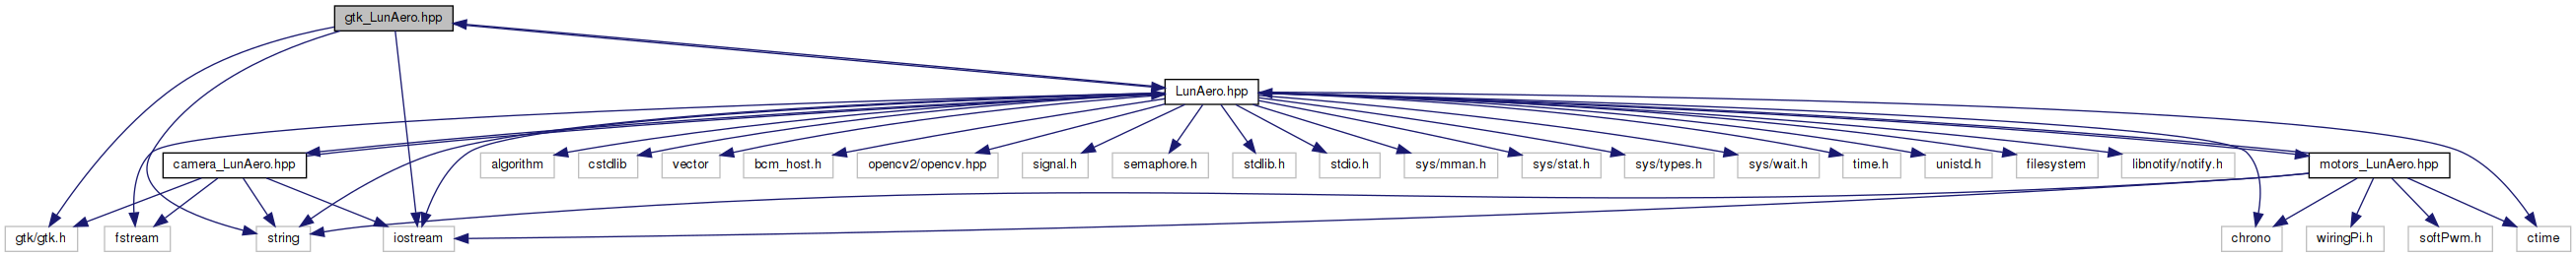 gtk_LunAero.hpp
LunAero.hpp
camera_LunAero.hpp
algorithm
cstdlib
vector
bcm_host.h
opencv2/opencv.hpp
signal.h
semaphore.h
stdlib.h
stdio.h
sys/mman.h
sys/stat.h
sys/types.h
sys/wait.h
time.h
unistd.h
filesystem
libnotify/notify.h
motors_LunAero.hpp
gtk/gtk.h
fstream
string
iostream
chrono
wiringPi.h
softPwm.h
ctime